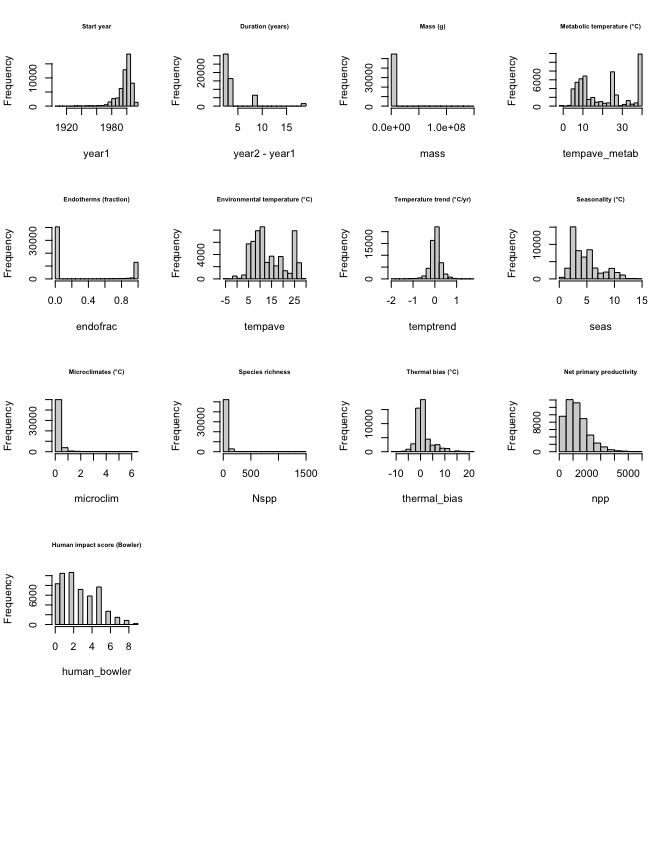 Start year
Frequency
0 10000
1920 1980
year1
Duration (years)
Frequency
0 20000
5 10 15
year2 - year1
Mass (g)
Frequency
0 30000
0.0e+00 1.0e+08
mass
Metabolic temperature (°C)
Frequency
0 6000
0 10 30
tempave_metab
Endotherms (fraction)
Frequency
0 30000
0.0 0.4 0.8
endofrac
Environmental temperature (°C)
Frequency
0 4000
-5 5 15 25
tempave
Temperature trend (°C/yr)
Frequency
0 15000
-2 -1 0 1
temptrend
Seasonality (°C)
Frequency
0 10000
0 5 10 15
seas
Microclimates (°C)
Frequency
0 30000
0 2 4 6
microclim
Species richness
Frequency
0 30000
0 500 1500
Nspp
Thermal bias (°C)
Frequency
0 10000
-10 0 10 20
thermal_bias
Net primary productivity
Frequency
0 8000
0 2000 5000
npp
Human impact score (Bowler)
Frequency
0 6000
0 2 4 6 8
human_bowler